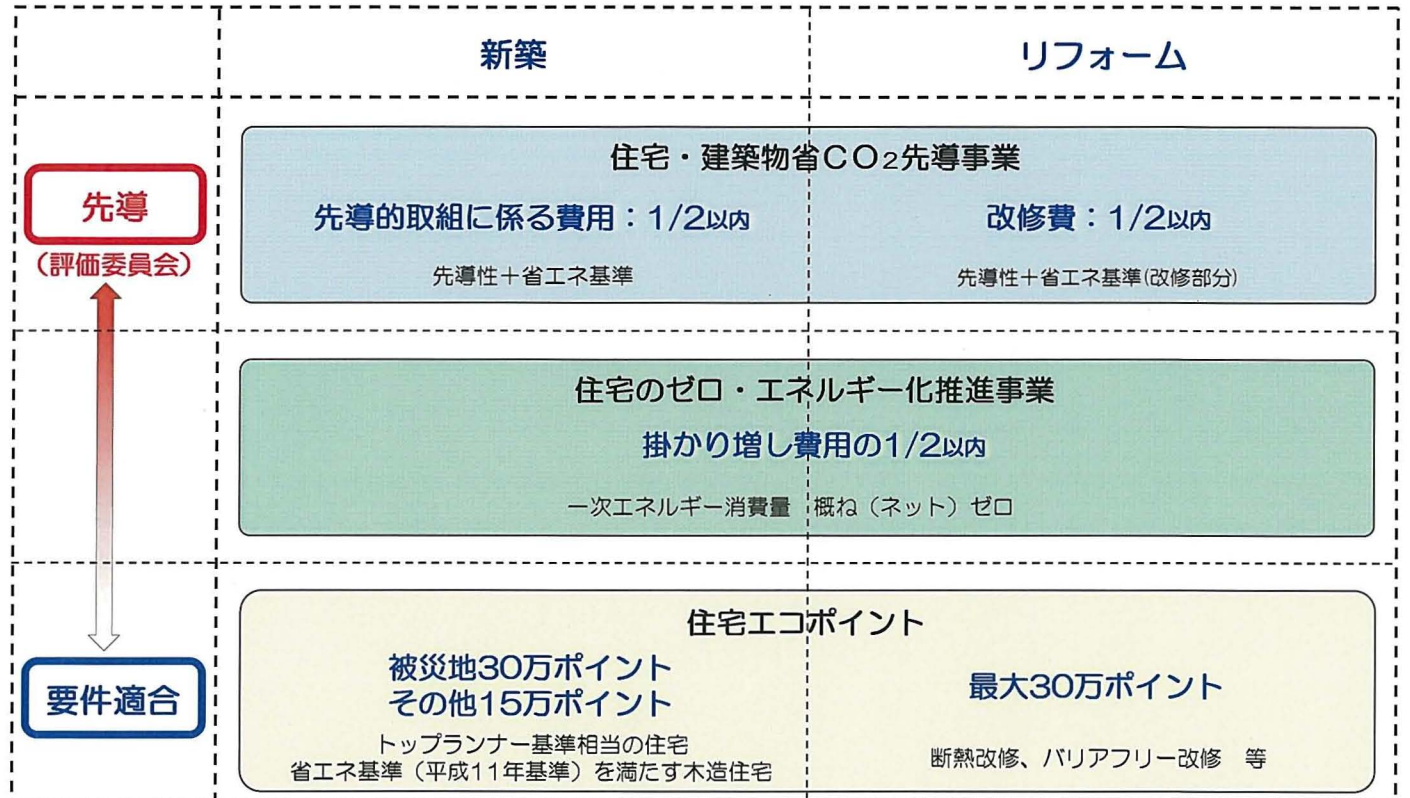 新築
リフォーム
先導
(評価委員会)
住宅・建築物省CO2先導事業
先導的取組に係る費用:1/2以内
改修費:1/2以内
先導性+省エネ基準
先導性+省エネ基準(改修部分)
住宅のゼロ・エネルギー化推進事業
掛かり増し費用の1/2以内
一次エネルギー消費量 概ね(ネット)ゼロ
要件適合
住宅エコポイント
被災地30万ポイント
その他15万ポイント
最大30万ポイント
トップランナー基準相当の住宅
省エネ基準(平成11年基準)を満たす木造住宅
断熱改修、バリアフリー改修 等